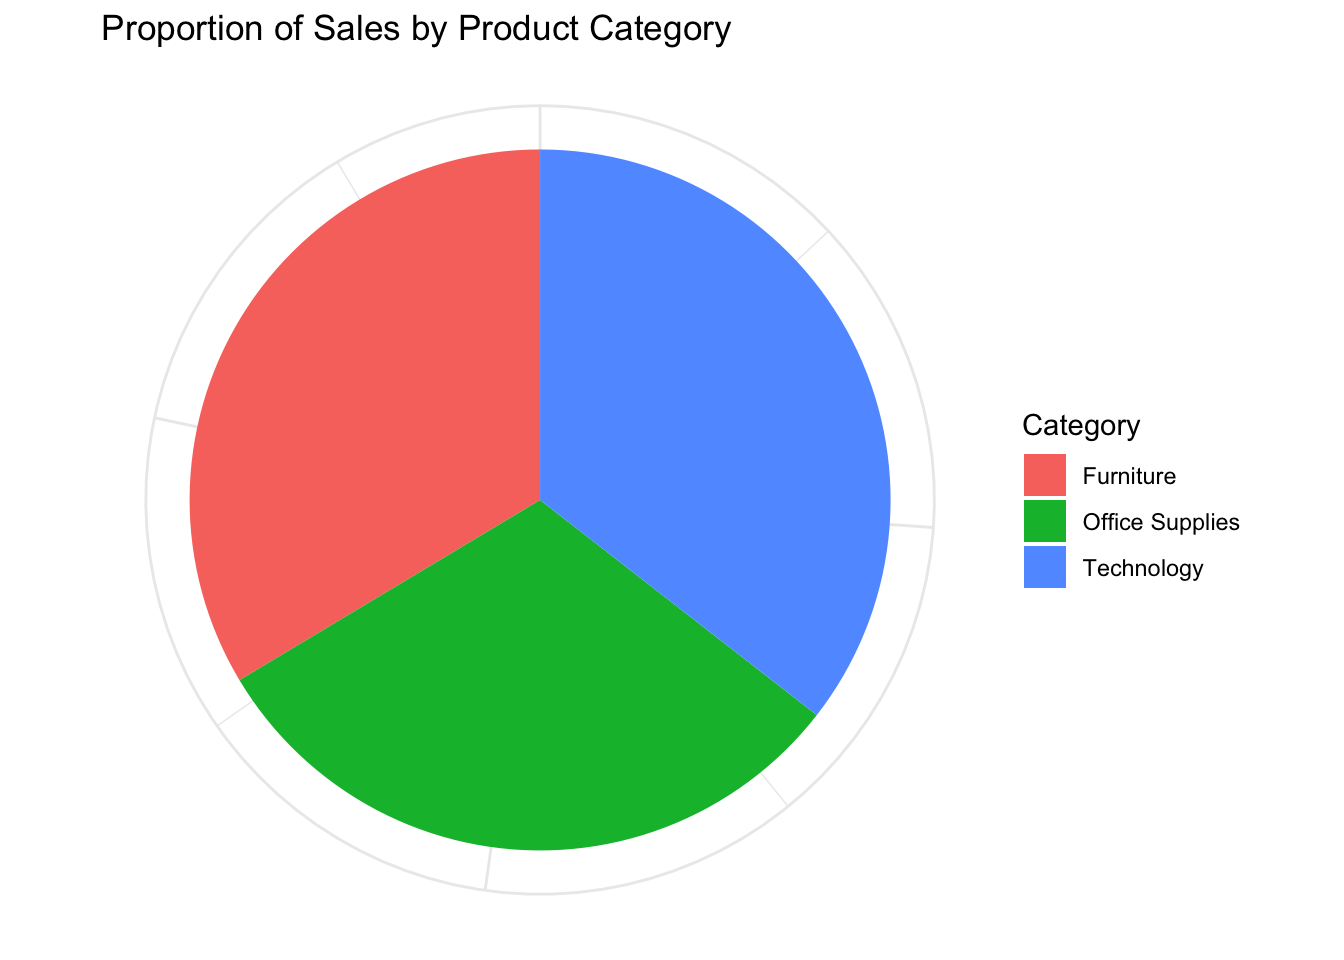 Proportion of Sales by Product Category
Category
Furniture
Office Supplies
Technology